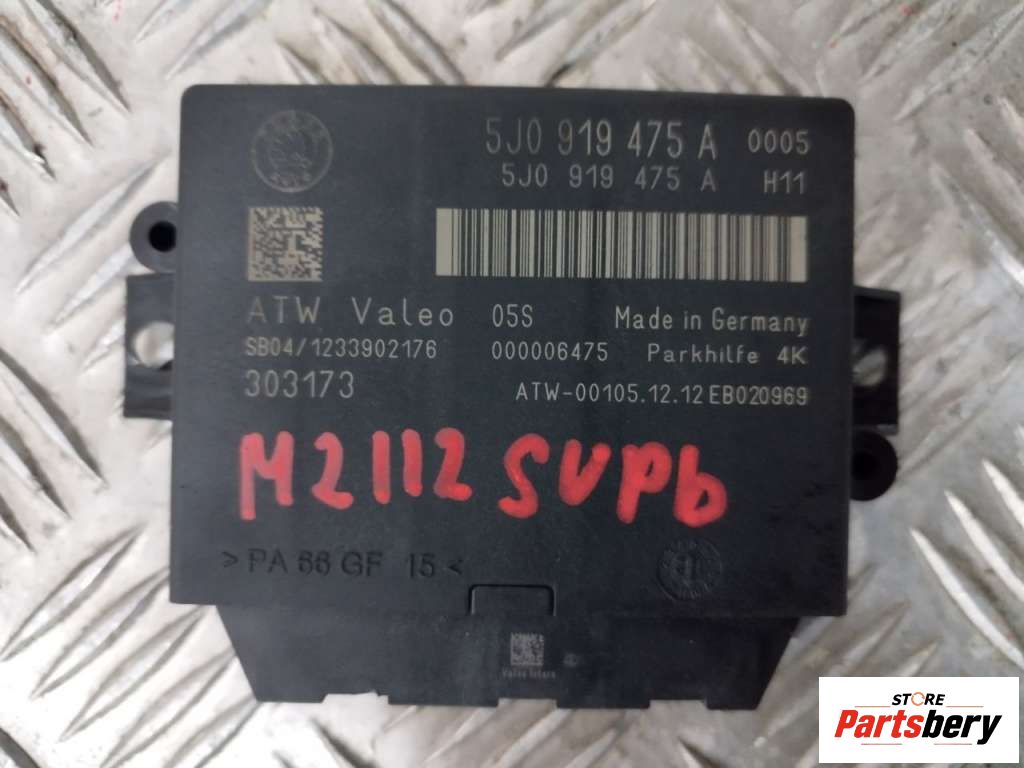 5J0 919 475 A 0005
5J0 919 475 A H11
ATW Valeo 05S Made in Germany
SB04/1233902176 000006475 Parkhilfe 4K
303173 ATW-00105.12.12 EB020969
M2112 SUPb
>PA 66 GF 15<
STORE
Partsbery